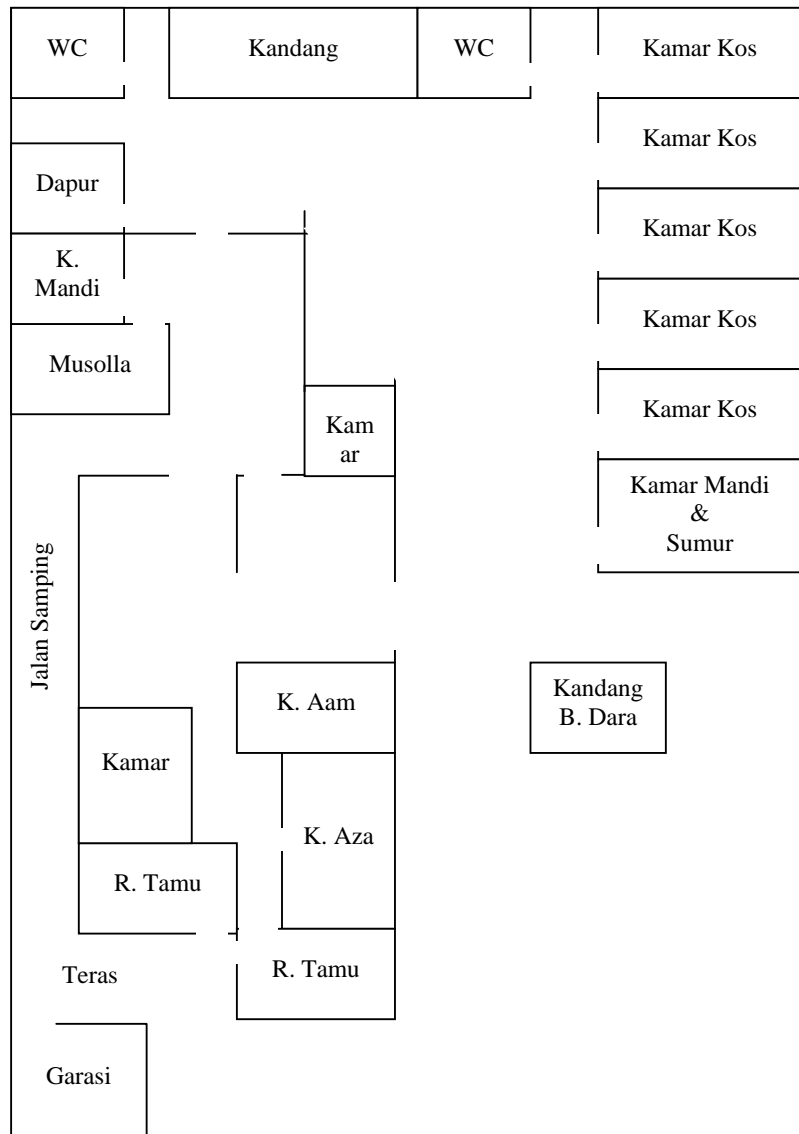 WC
Kandang
WC
Kamar Kos
Kamar Kos
Dapur
Kamar Kos
K.
Mandi
Kamar Kos
Musolla
Kamar Kos
Kam
ar
Kamar Mandi
&
Sumur
Jalan Samping
K. Aam
Kandang
B. Dara
Kamar
K. Aza
R. Tamu
R. Tamu
Teras
Garasi